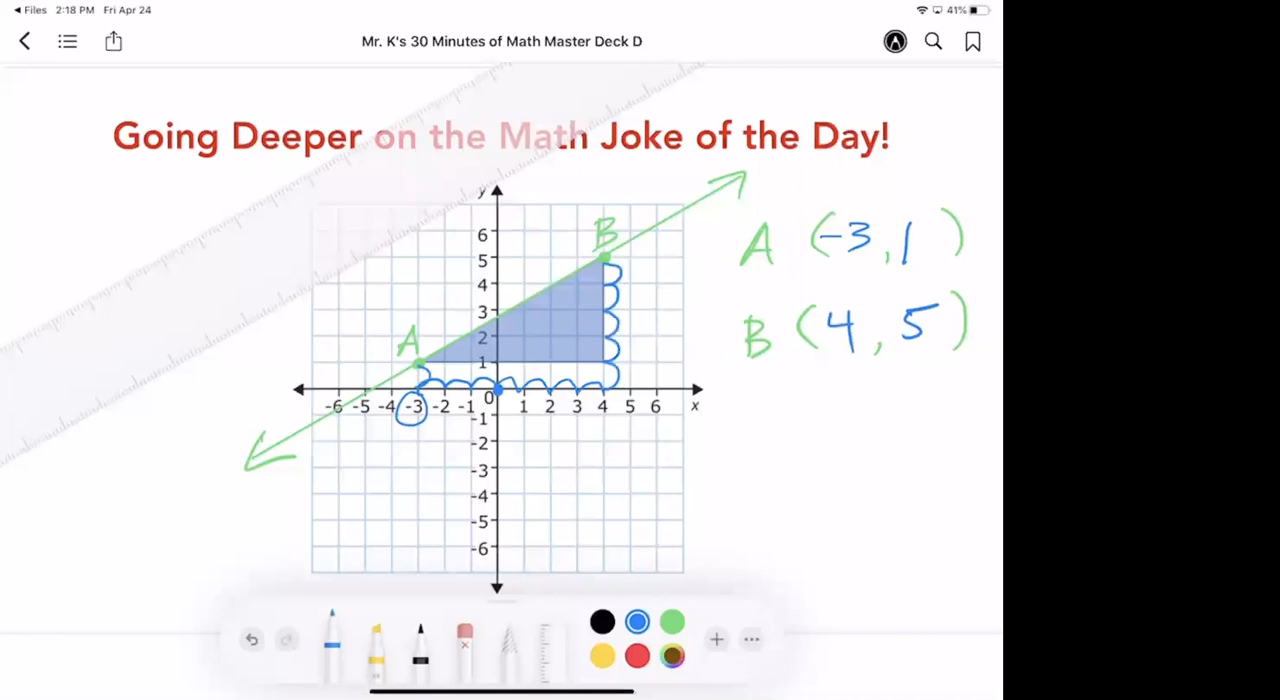 Files 2:18 PM Fri Apr 24 41%
Mr. K's 30 Minutes of Math Master Deck D
Going Deeper on the Math Joke of the Day!
y
6
5
4
3
2
1
0
-1
-2
-3
-4
-5
-6
-6 -5 -4 -3 -2 -1 1 2 3 4 5 6 x
A
B
A (-3, 1)
B (4, 5)